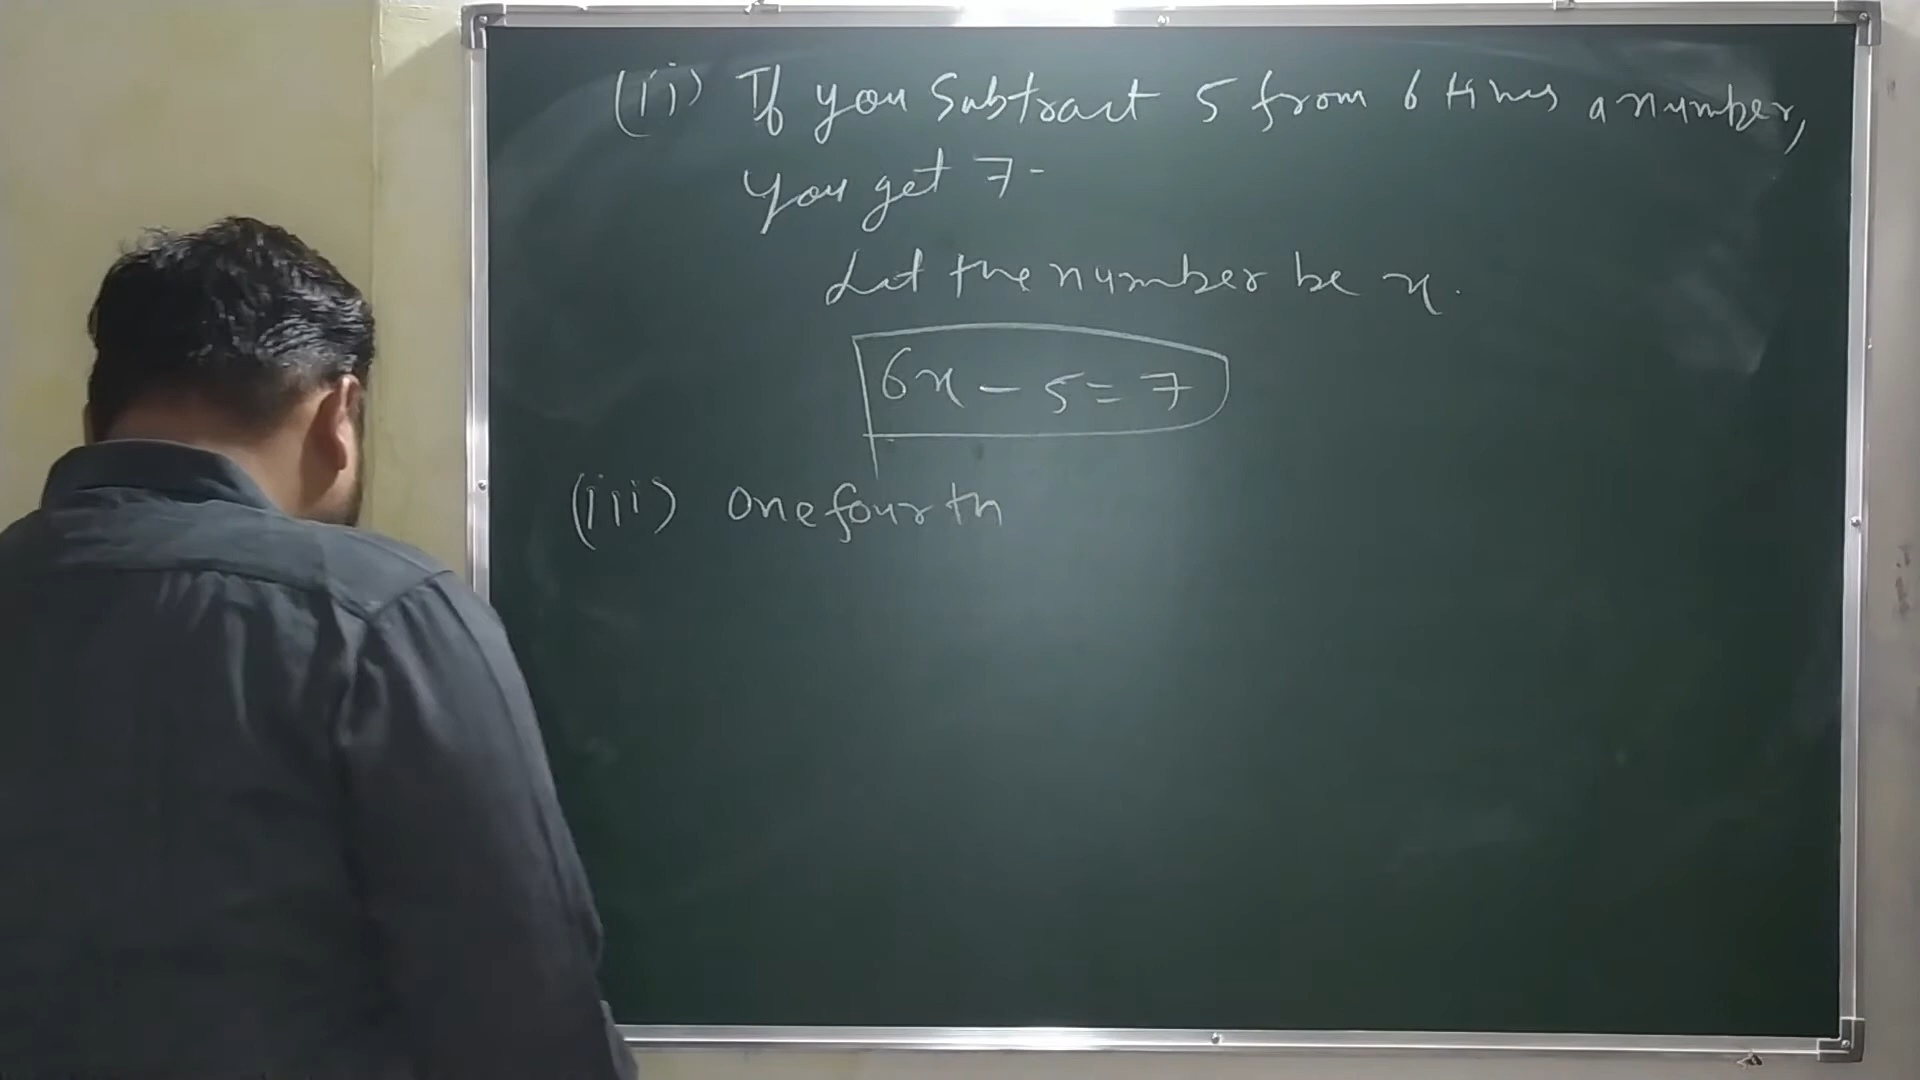 (ii) If you Subtract 5 from 6 times a number,
you get 7.
Let the number be x.
6x - 5 = 7
(iii) One fourth